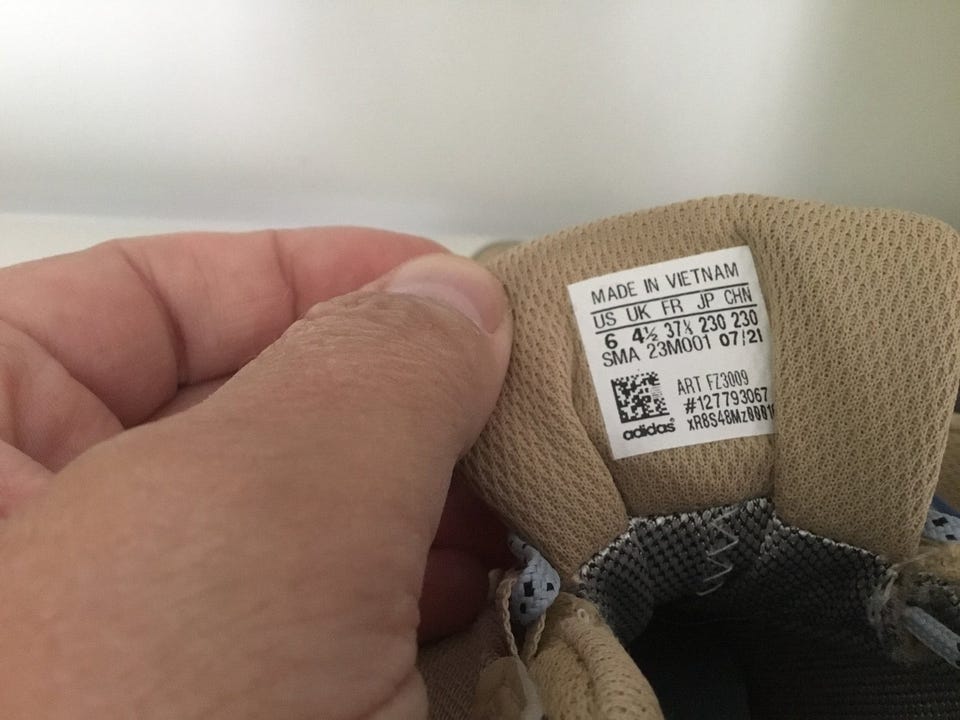 MADE IN VIETNAM
US UK FR JP CHN
6 4½ 37⅓ 230 230
SMA 23M001 07/21
ART FZ3009
#127793067
adidas